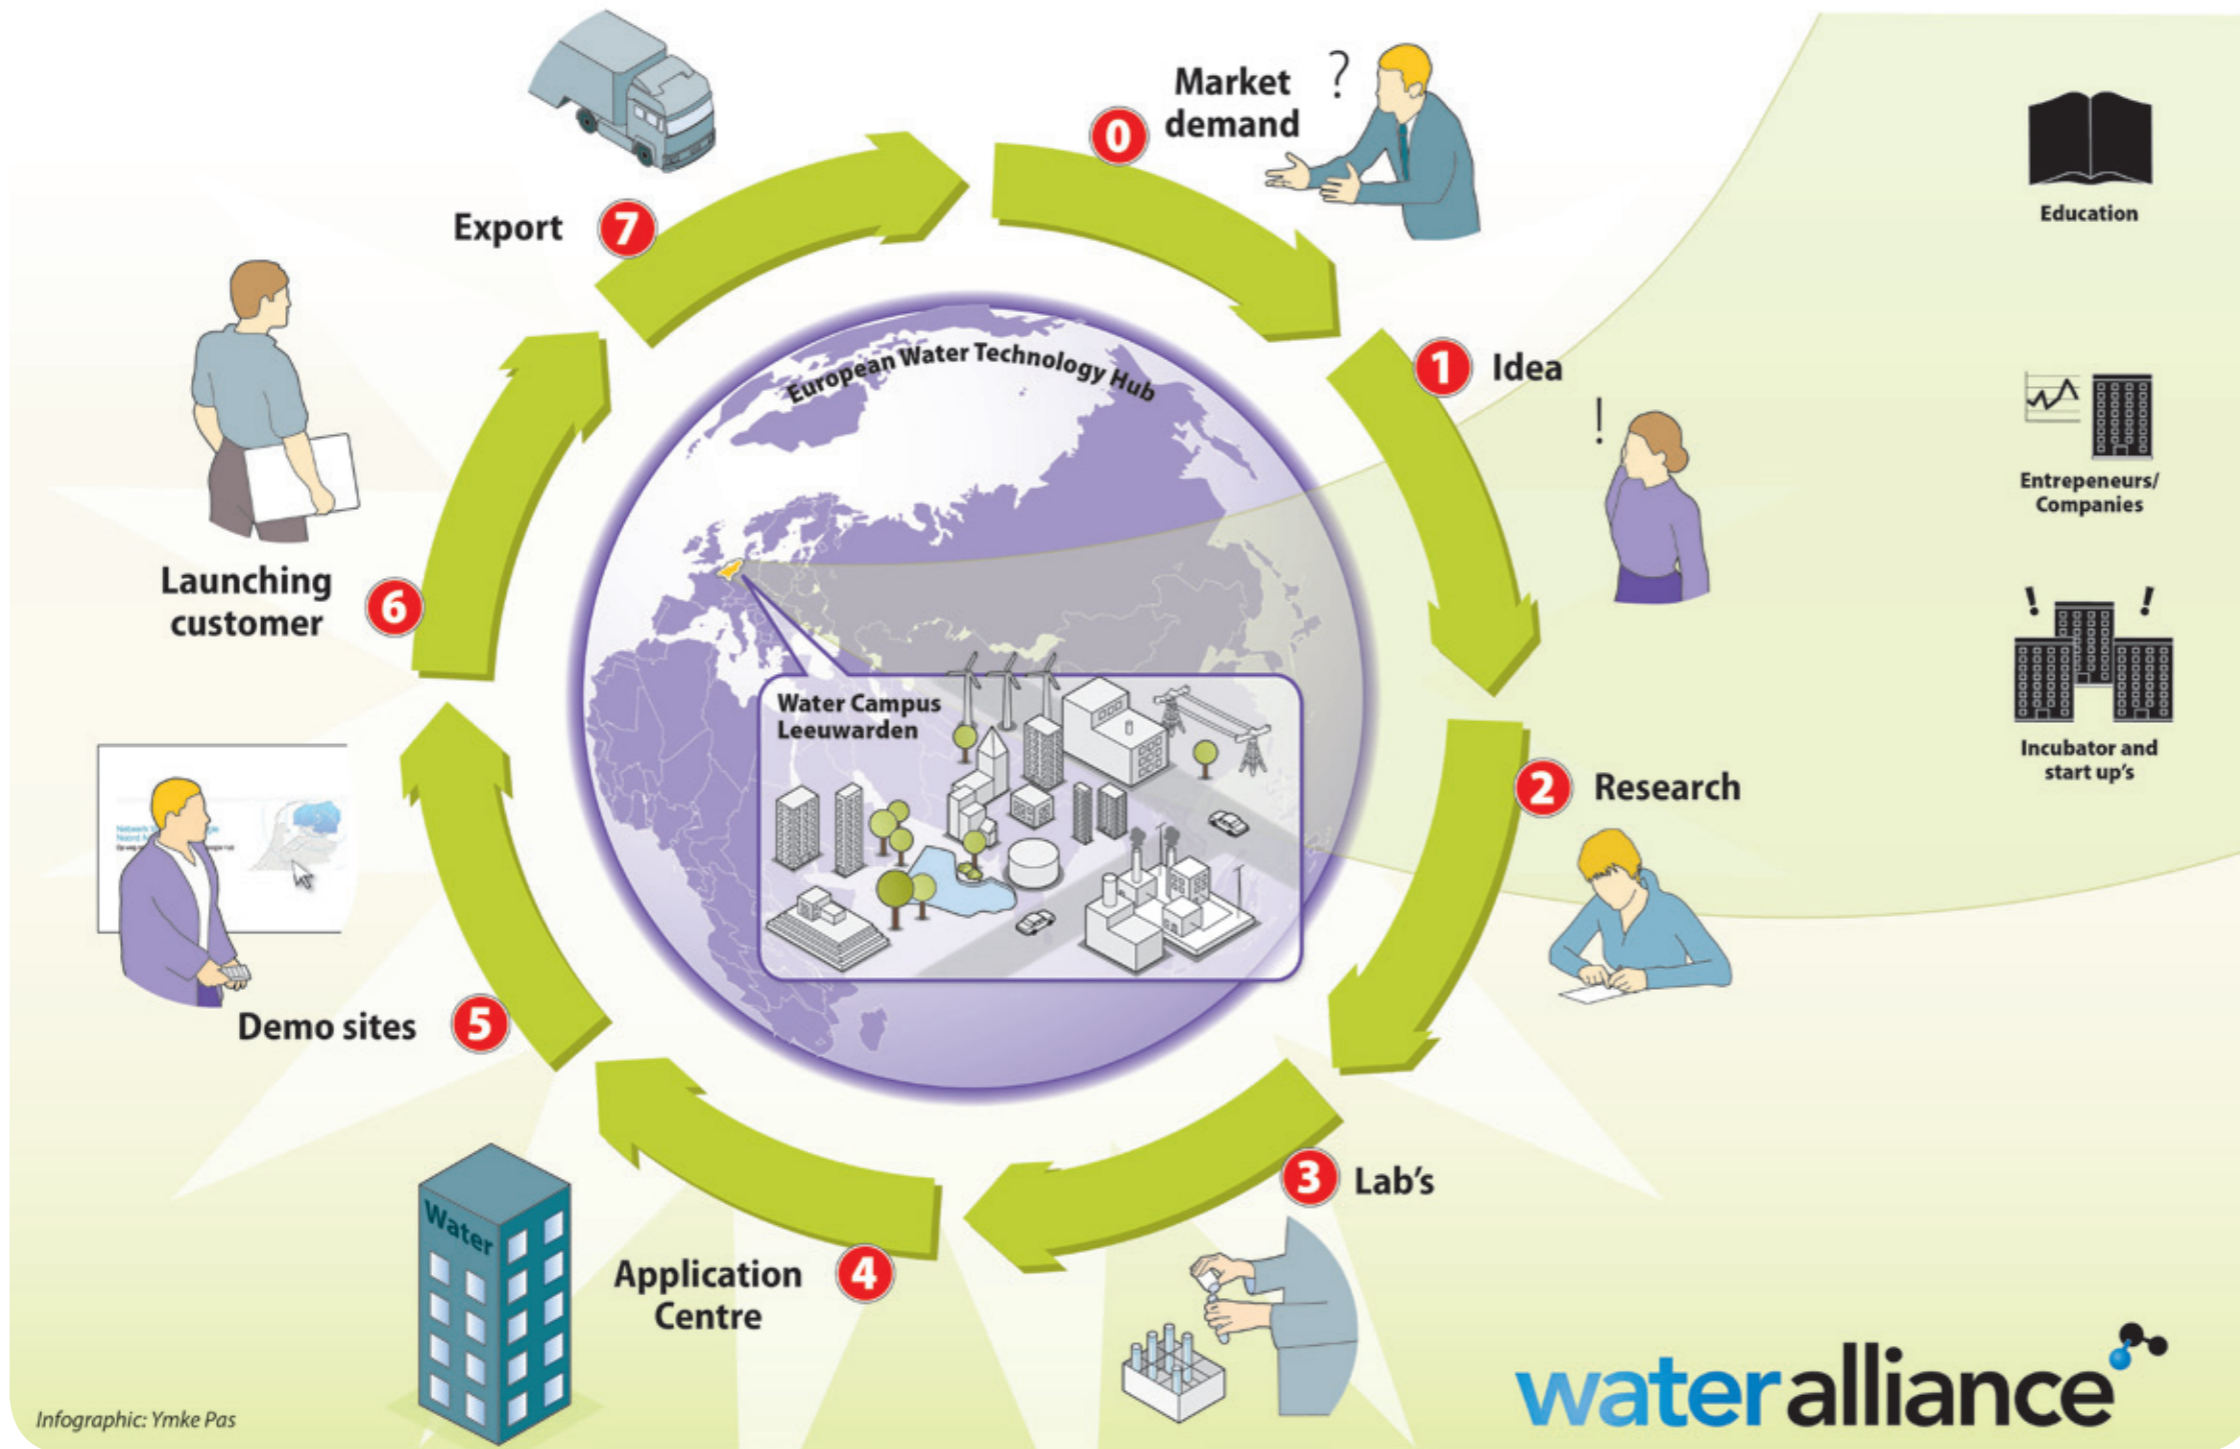 Market
demand
?
0
Education
Export
7
1
Idea
!
European Water Technology Hub
Entrepeneurs/
Companies
Launching
customer
6
! !
Incubator and
start up's
Water Campus
Leeuwarden
2
Research
Demo sites
5
3
Lab's
Water
Application
Centre
4
wateralliance
Infographic: Ymke Pas